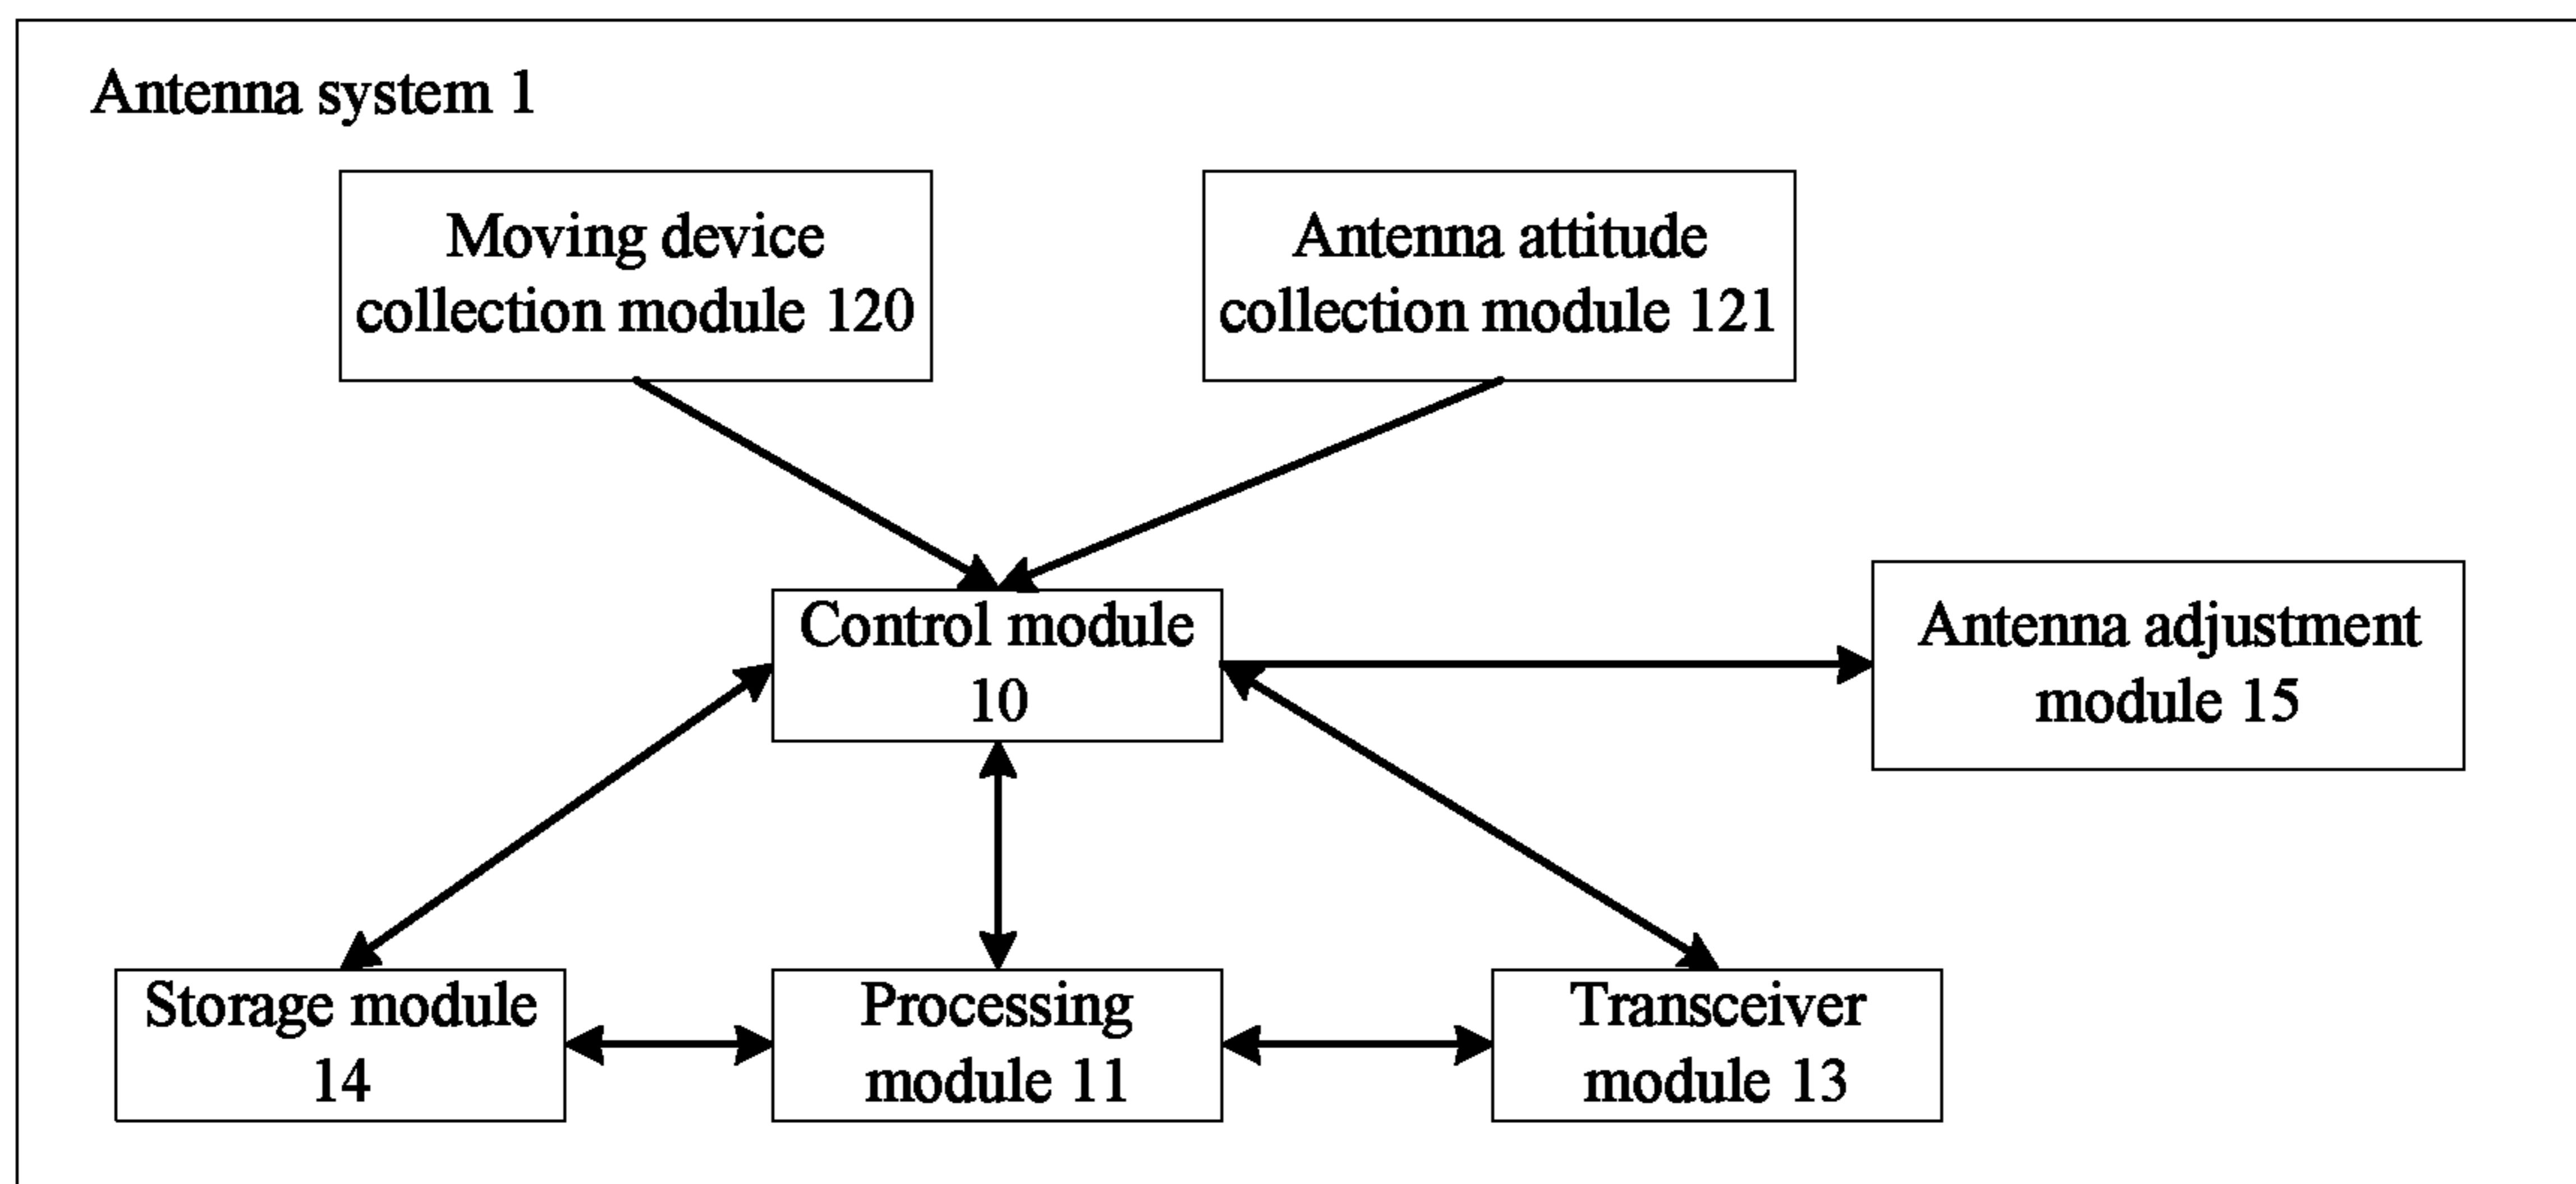 Antenna system 1
Moving device
collection module 120
Antenna attitude
collection module 121
Control module
10
Antenna adjustment
module 15
Storage module
14
Processing
module 11
Transceiver
module 13